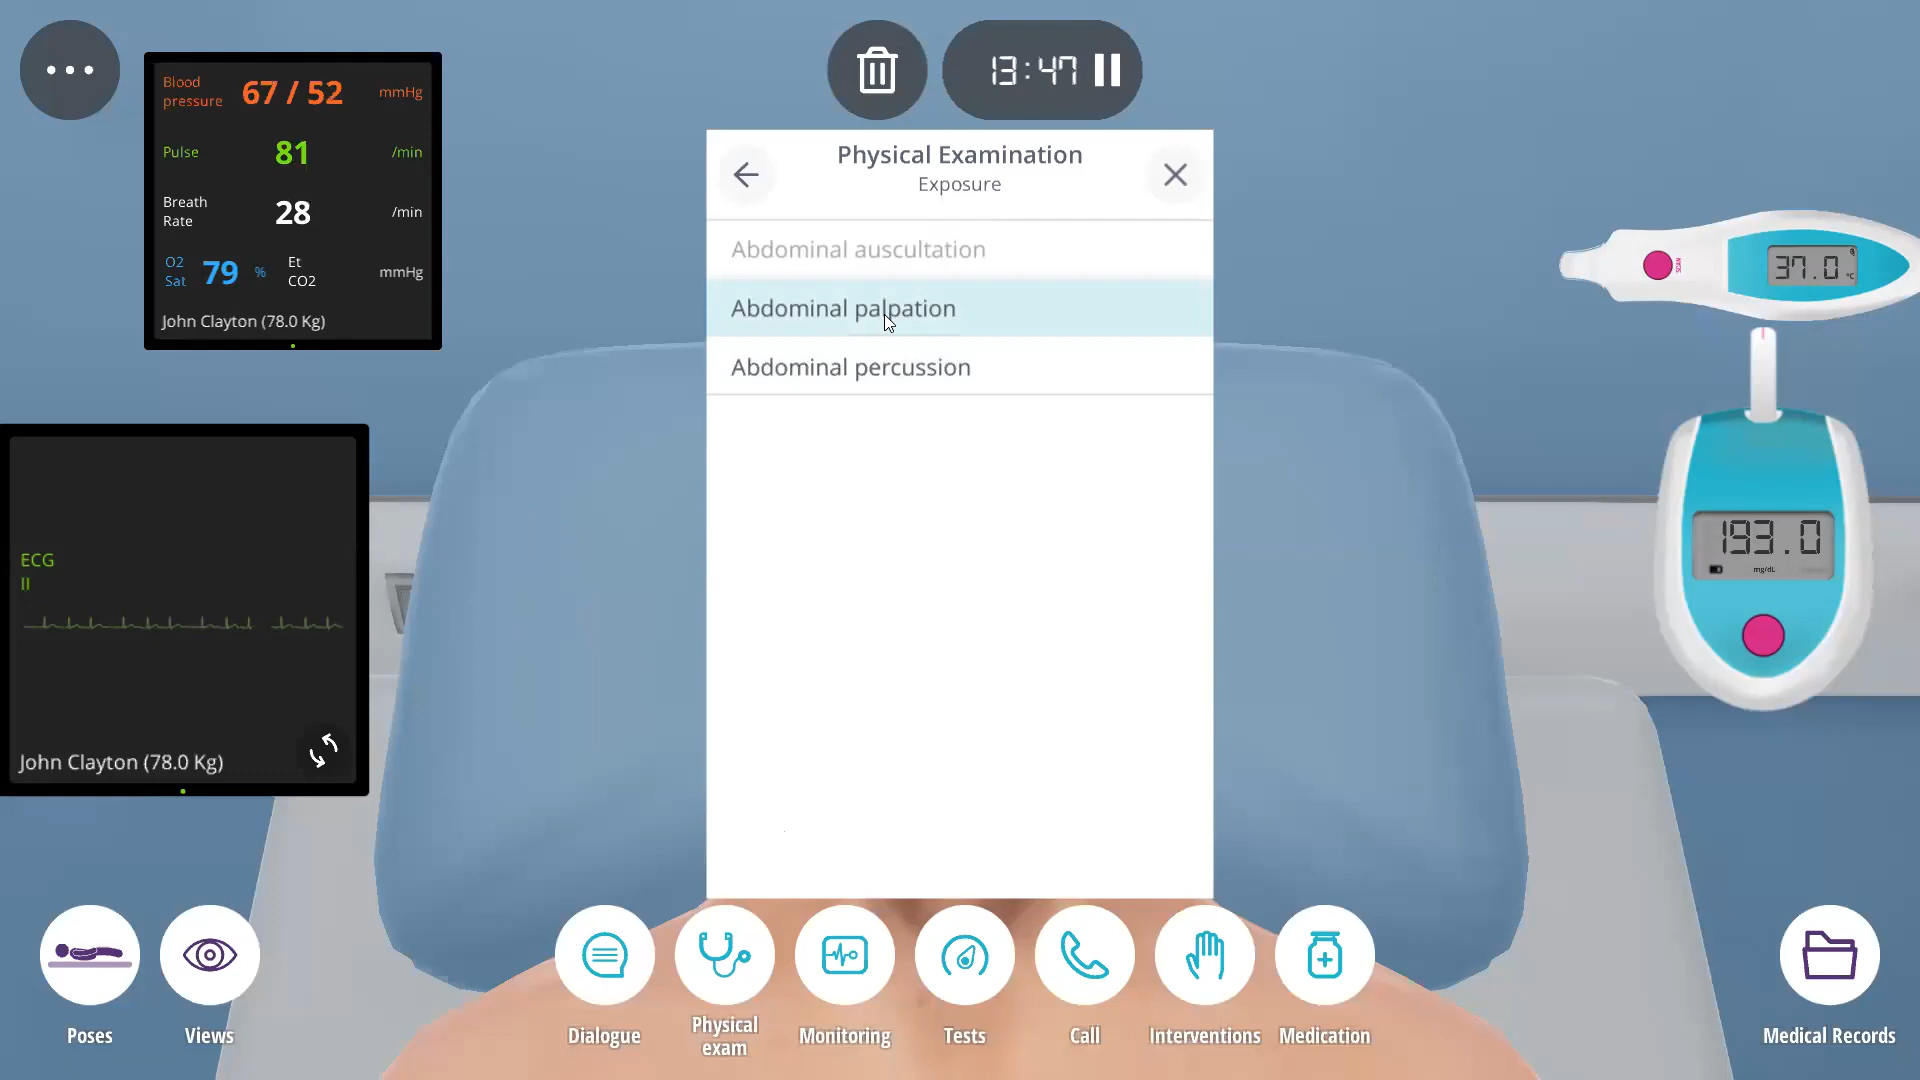 13:47
Blood
pressure
67 / 52
mmHg
Pulse
81
/min
Breath
Rate
28
/min
O2
Sat
79
%
Et
CO2
mmHg
John Clayton (78.0 Kg)
Physical Examination
Exposure
Abdominal auscultation
Abdominal palpation
Abdominal percussion
SCAN
37.0
°C
ECG
II
John Clayton (78.0 Kg)
193.0
mg/dL
Poses
Views
Dialogue
Physical
exam
Monitoring
Tests
Call
Interventions
Medication
Medical Records